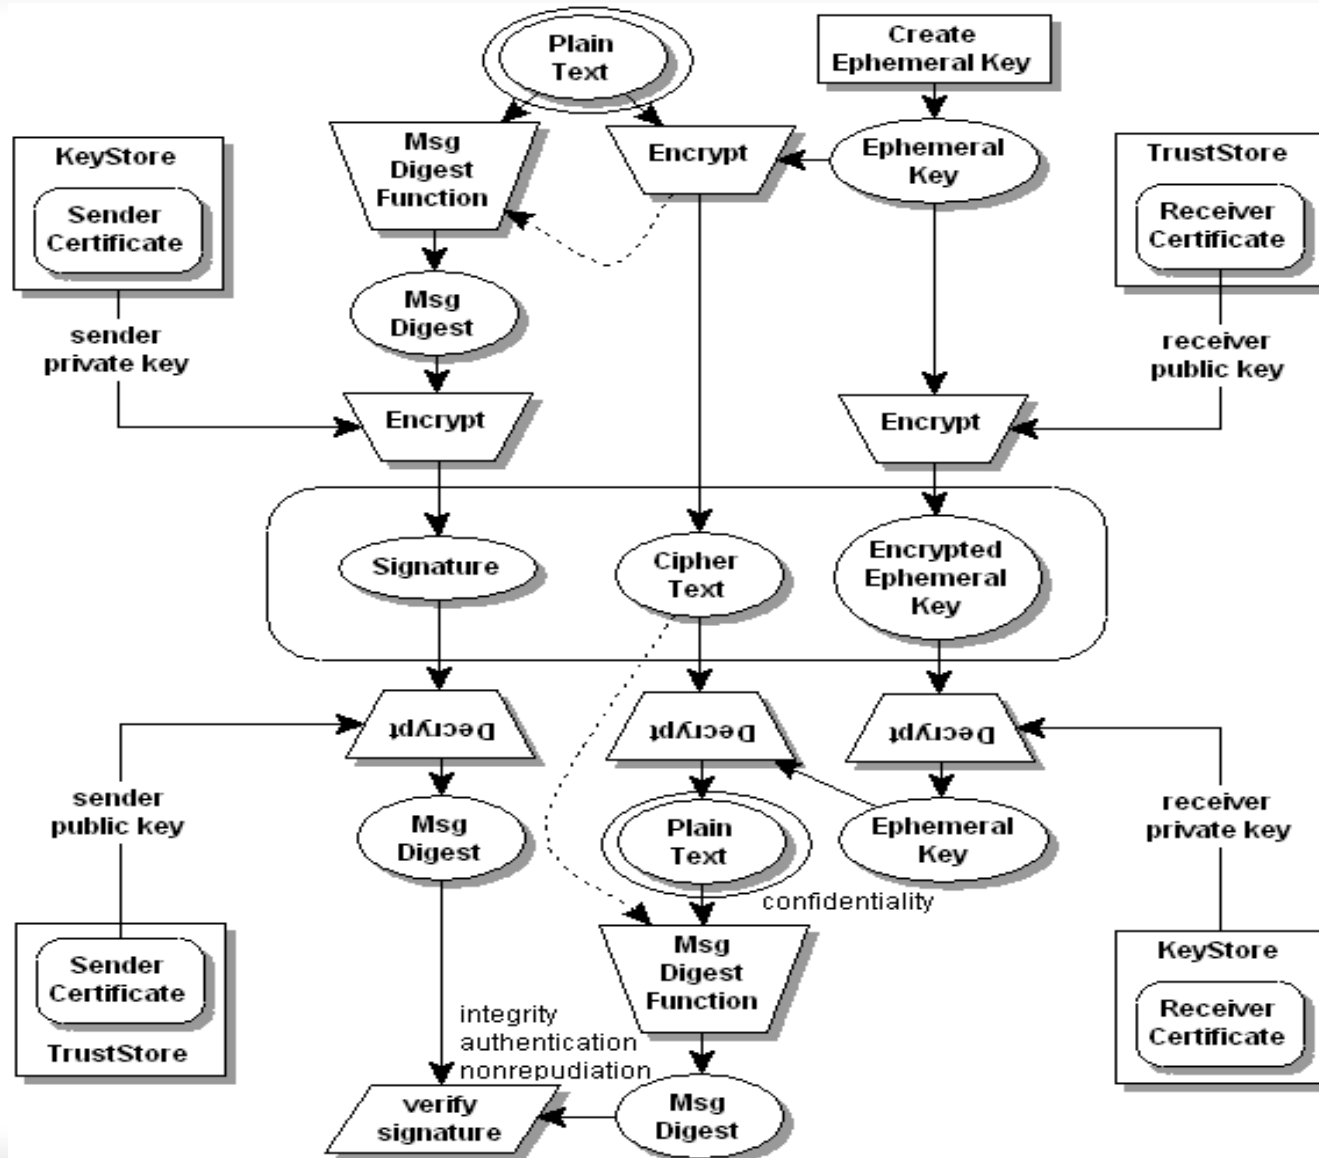 Plain
Text
Create
Ephemeral Key
Msg
Digest
Function
Encrypt
Ephemeral
Key
KeyStore
Sender
Certificate
TrustStore
Receiver
Certificate
Msg
Digest
sender
private key
receiver
public key
Encrypt
Encrypt
Signature
Cipher
Text
Encrypted
Ephemeral
Key
Decrypt
Decrypt
Decrypt
sender
public key
Msg
Digest
Plain
Text
Ephemeral
Key
receiver
private key
confidentiality
Sender
Certificate
TrustStore
Msg
Digest
Function
KeyStore
Receiver
Certificate
integrity
authentication
nonrepudiation
verify
signature
Msg
Digest